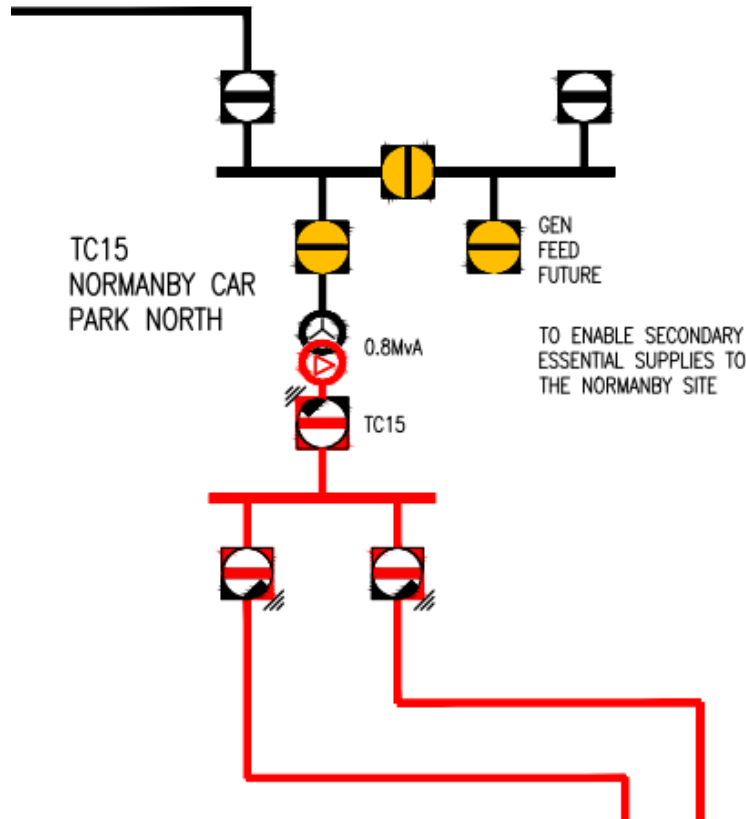 GEN
FEED
FUTURE
TC15
NORMANBY CAR
PARK NORTH
0.8MvA
TO ENABLE SECONDARY
ESSENTIAL SUPPLIES TO
THE NORMANBY SITE
TC15